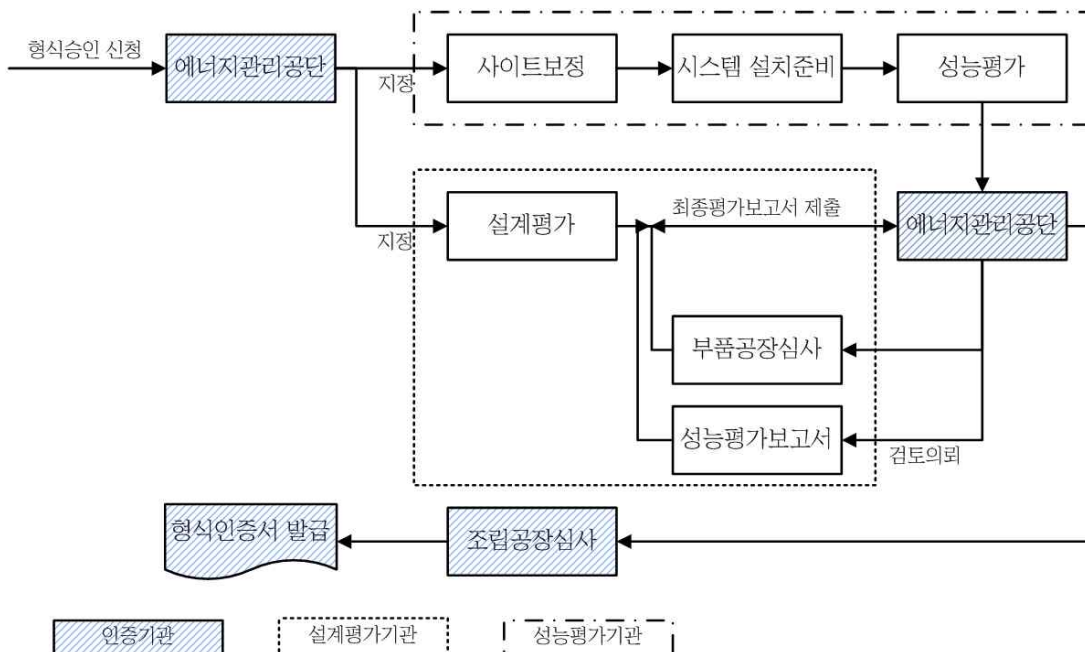 형식승인 신청
에너지관리공단
지정
사이트보정
시스템 설치준비
성능평가
지정
설계평가
최종평가보고서 제출
에너지관리공단
부품공장심사
성능평가보고서
검토의뢰
형식인증서 발급
조립공장심사
인증기관
설계평가기관
성능평가기관